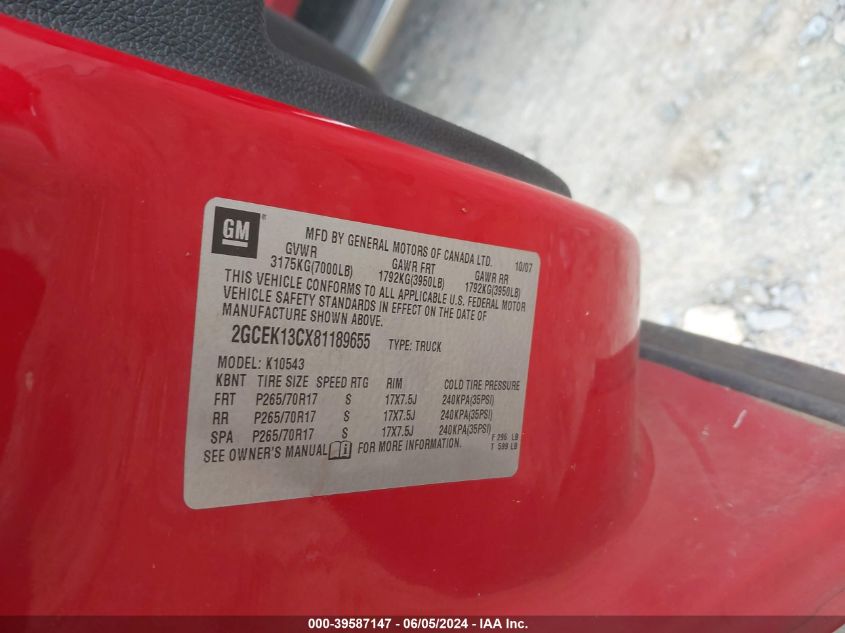 GM ®
MFD BY GENERAL MOTORS OF CANADA LTD. 10/07
GVWR GAWR FRT GAWR RR
3175KG(7000LB) 1792KG(3950LB) 1792KG(3950LB)
THIS VEHICLE CONFORMS TO ALL APPLICABLE U.S. FEDERAL MOTOR
VEHICLE SAFETY STANDARDS IN EFFECT ON THE DATE OF
MANUFACTURE SHOWN ABOVE.
2GCEK13CX81189655 TYPE: TRUCK
MODEL: K10543
KBNT TIRE SIZE SPEED RTG RIM COLD TIRE PRESSURE
FRT P265/70R17 S 17X7.5J 240KPA(35PSI)
RR P265/70R17 S 17X7.5J 240KPA(35PSI)
SPA P265/70R17 S 17X7.5J 240KPA(35PSI)
SEE OWNER'S MANUAL FOR MORE INFORMATION.
F 296 LB
T 599 LB
000-39587147 - 06/05/2024 - IAA Inc.